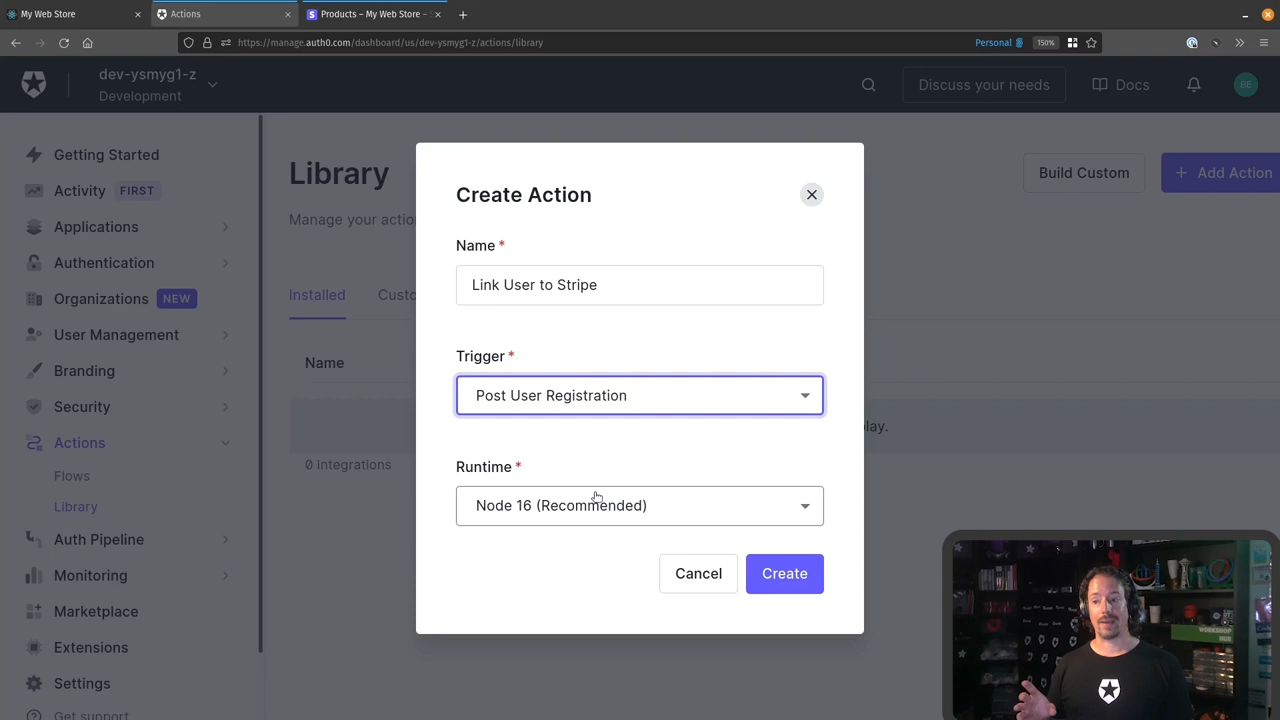 My Web Store
Actions
Products – My Web Store –
https://manage.auth0.com/dashboard/us/dev-ysmyg1-z/actions/library
Personal
150%
dev-ysmyg1-z
Development
Discuss your needs
Docs
BE
Getting Started
Activity FIRST
Applications
Authentication
Organizations NEW
User Management
Branding
Security
Actions
Flows
Library
Auth Pipeline
Monitoring
Marketplace
Extensions
Settings
Get support
Library
Build Custom
+ Add Action
Manage your actio
Installed
Custo
Name
lay.
0 Integrations
Create Action
Name *
Link User to Stripe
Trigger *
Post User Registration
Runtime *
Node 16 (Recommended)
Cancel
Create
WORKSHOP
HUB